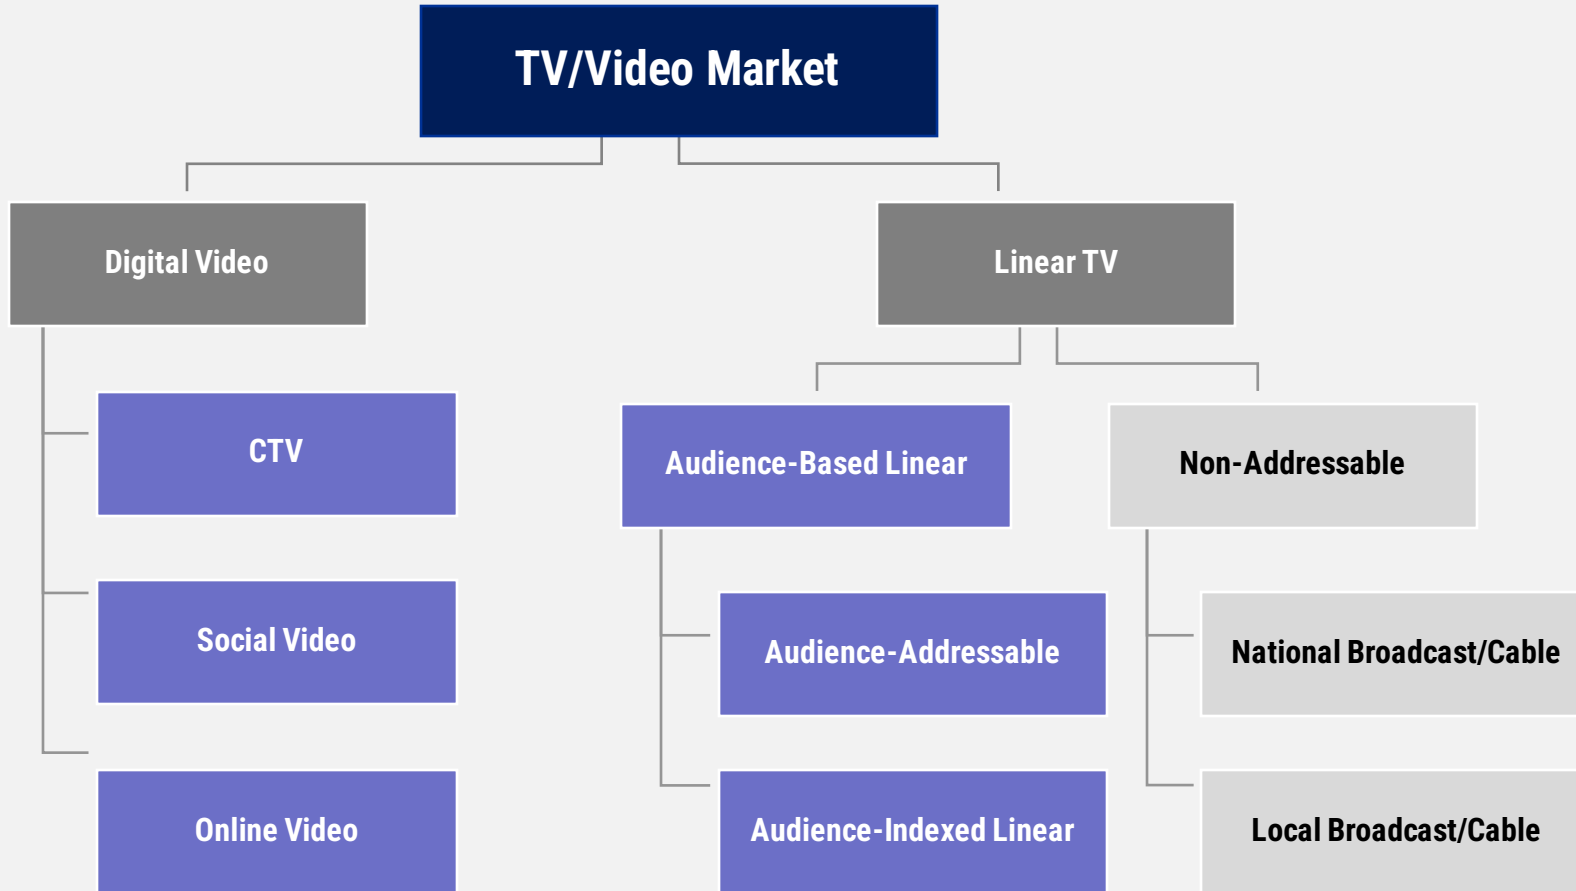 TV/Video Market
Digital Video
Linear TV
CTV
Audience-Based Linear
Non-Addressable
Social Video
Audience-Addressable
National Broadcast/Cable
Online Video
Audience-Indexed Linear
Local Broadcast/Cable